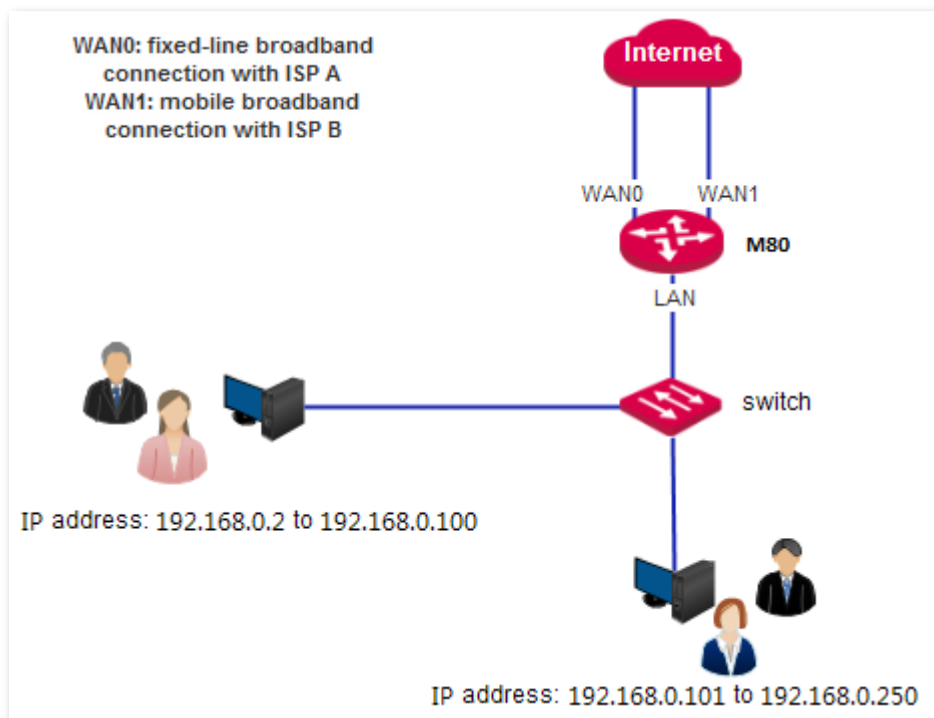 WAN0: fixed-line broadband
connection with ISP A
WAN1: mobile broadband
connection with ISP B
Internet
WAN0
WAN1
M80
LAN
switch
IP address: 192.168.0.2 to 192.168.0.100
IP address: 192.168.0.101 to 192.168.0.250